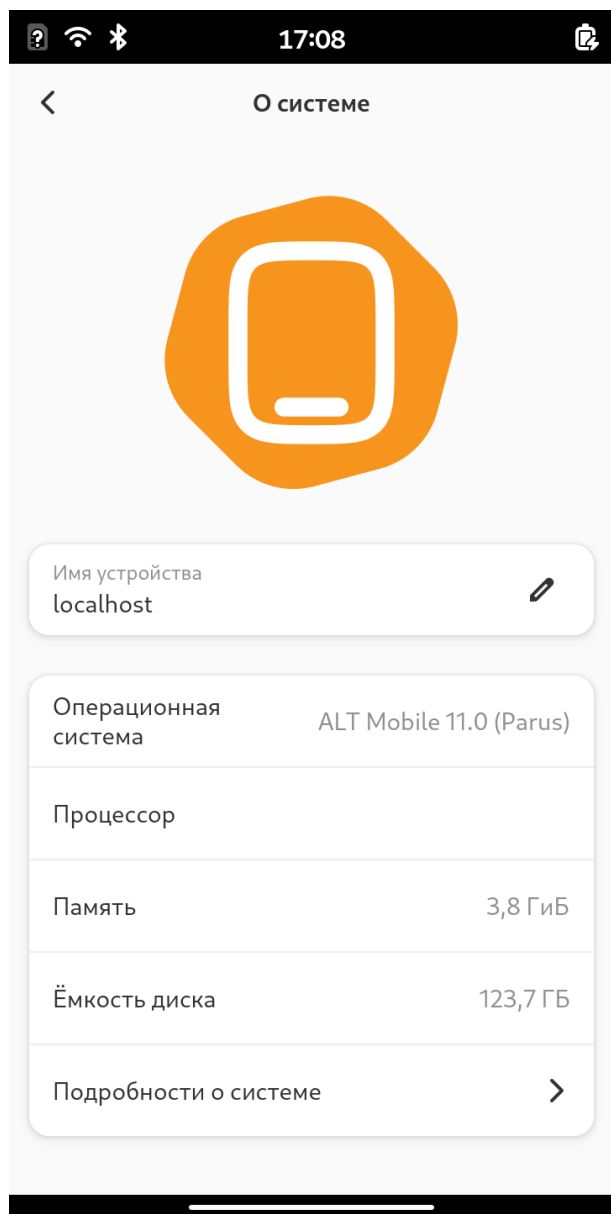 17:08
О системе
Имя устройства
localhost
Операционная
система
ALT Mobile 11.0 (Parus)
Процессор
Память
3,8 ГиБ
Ёмкость диска
123,7 ГБ
Подробности о системе